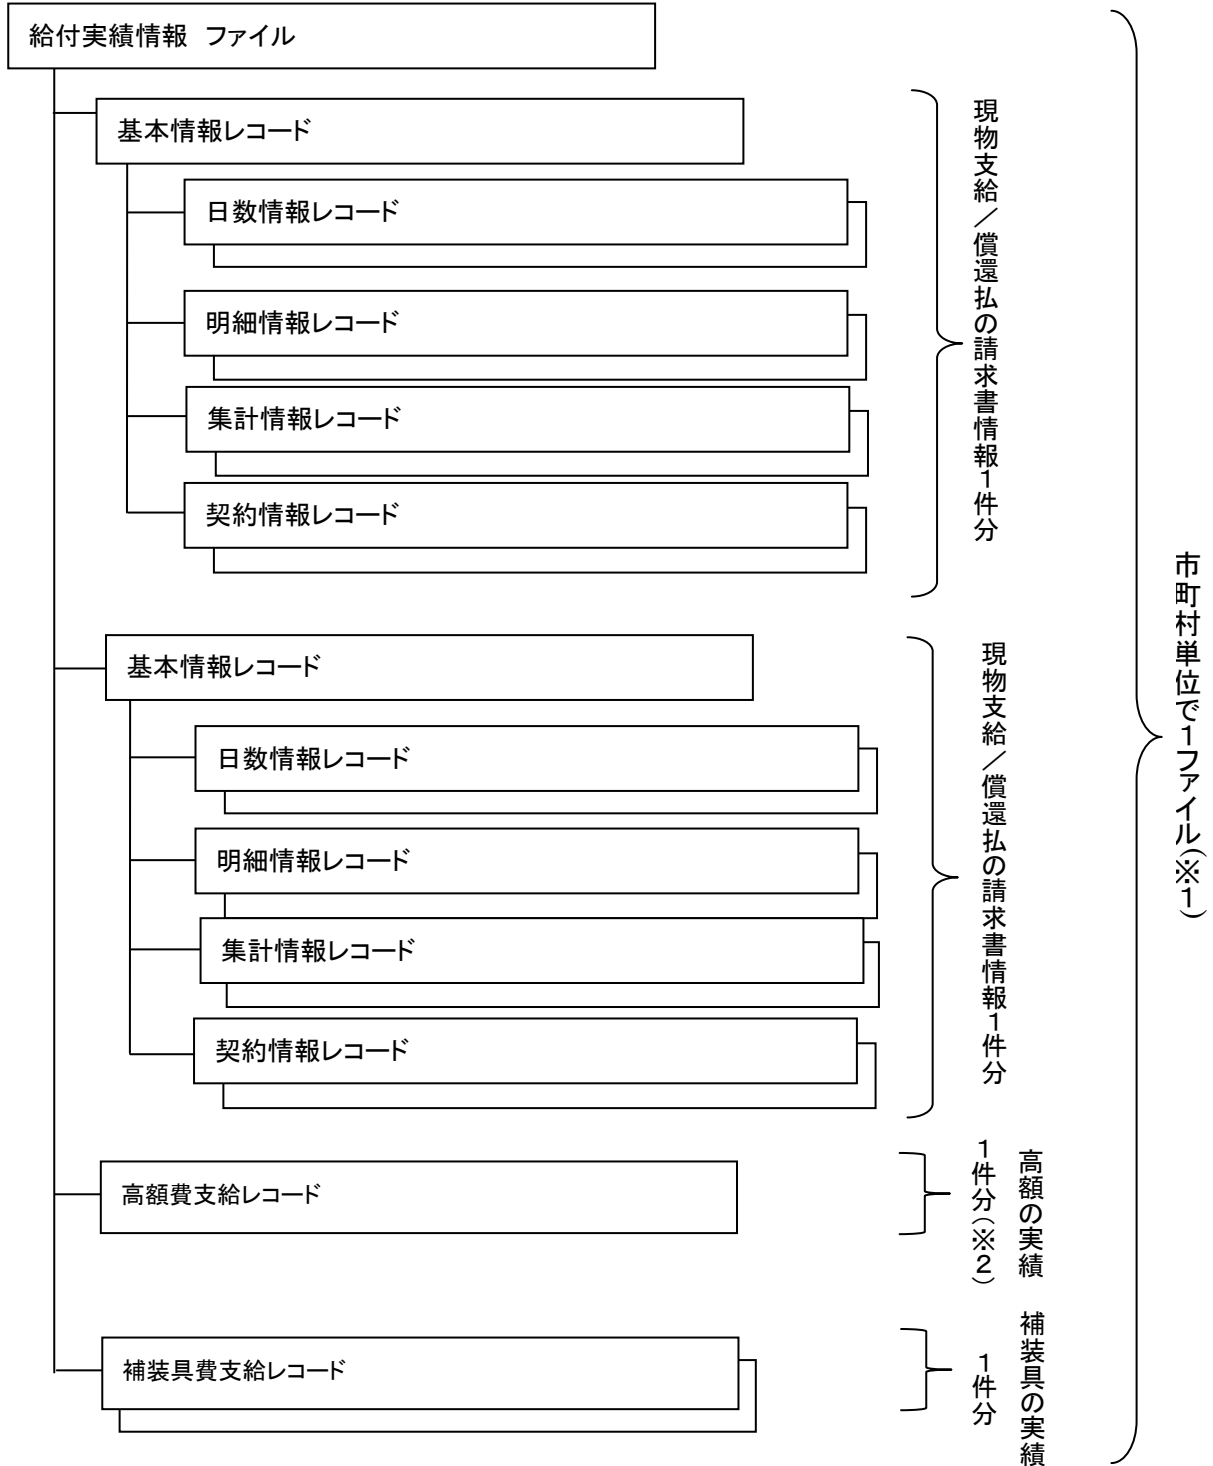 給付実績情報　ファイル
基本情報レコード
日数情報レコード
明細情報レコード
集計情報レコード
契約情報レコード
現物支給／償還払の請求書情報１件分
基本情報レコード
日数情報レコード
明細情報レコード
集計情報レコード
契約情報レコード
現物支給／償還払の請求書情報１件分
高額費支給レコード
高額の実績
１件分（※２）
補装具費支給レコード
補装具の実績
１件分
市町村単位で１ファイル（※１）